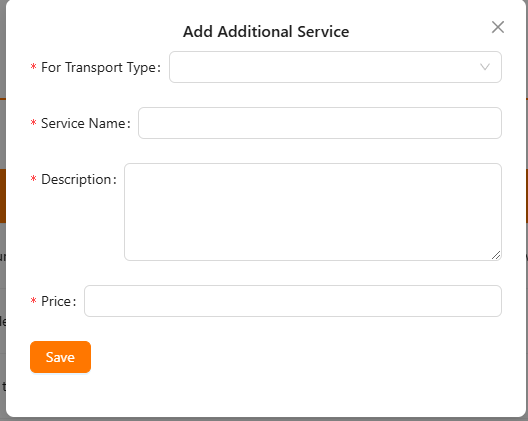 Add Additional Service
* For Transport Type:
* Service Name:
* Description:
* Price:
Save